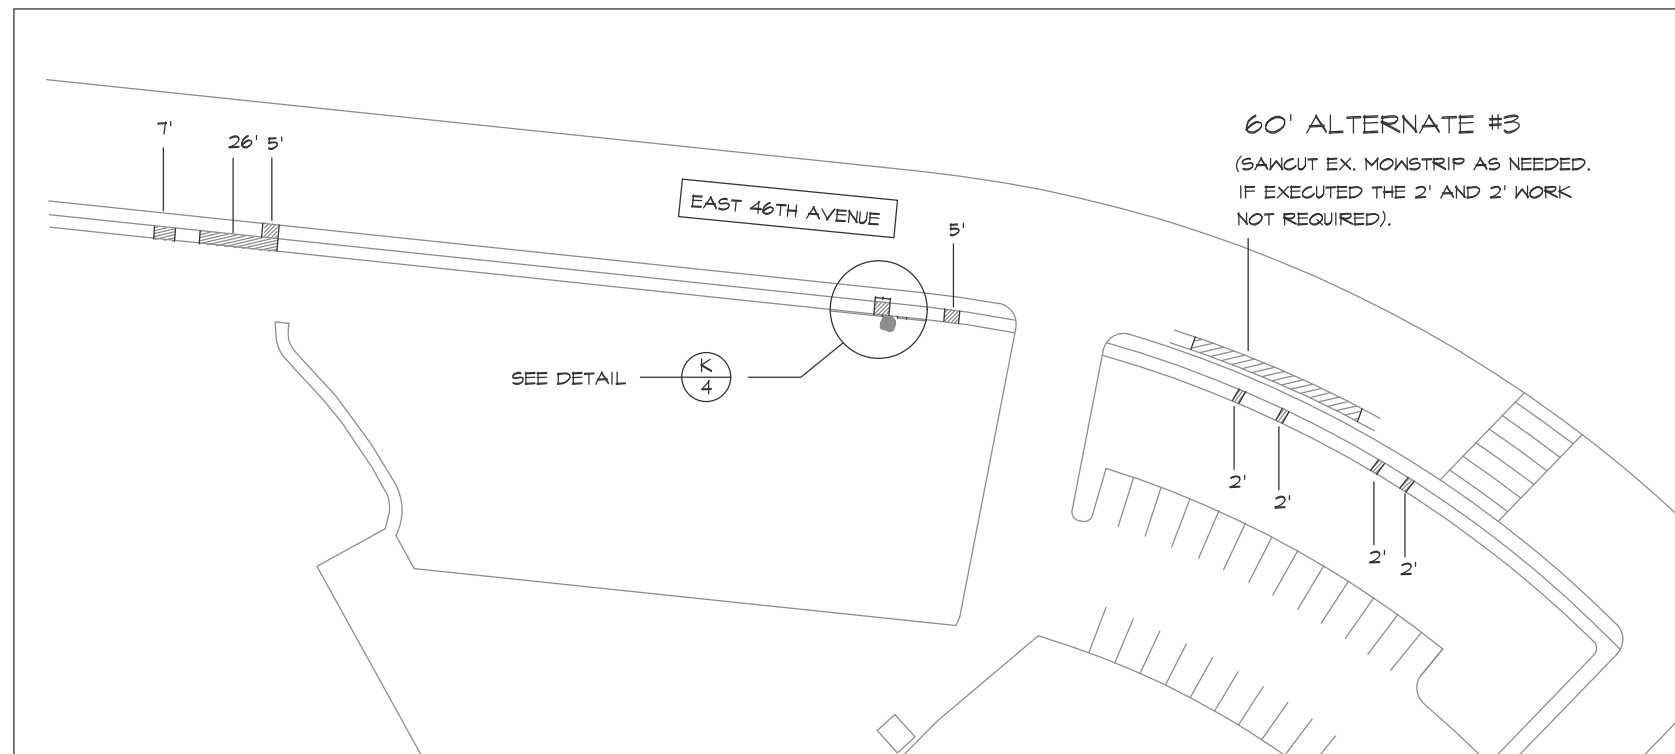 60' ALTERNATE #3
(SAWCUT EX. MOWSTRIP AS NEEDED.
IF EXECUTED THE 2' AND 2' WORK
NOT REQUIRED).
7'
26' 5'
EAST 46TH AVENUE
5'
SEE DETAIL
K
4
2'
2'
2'
2'